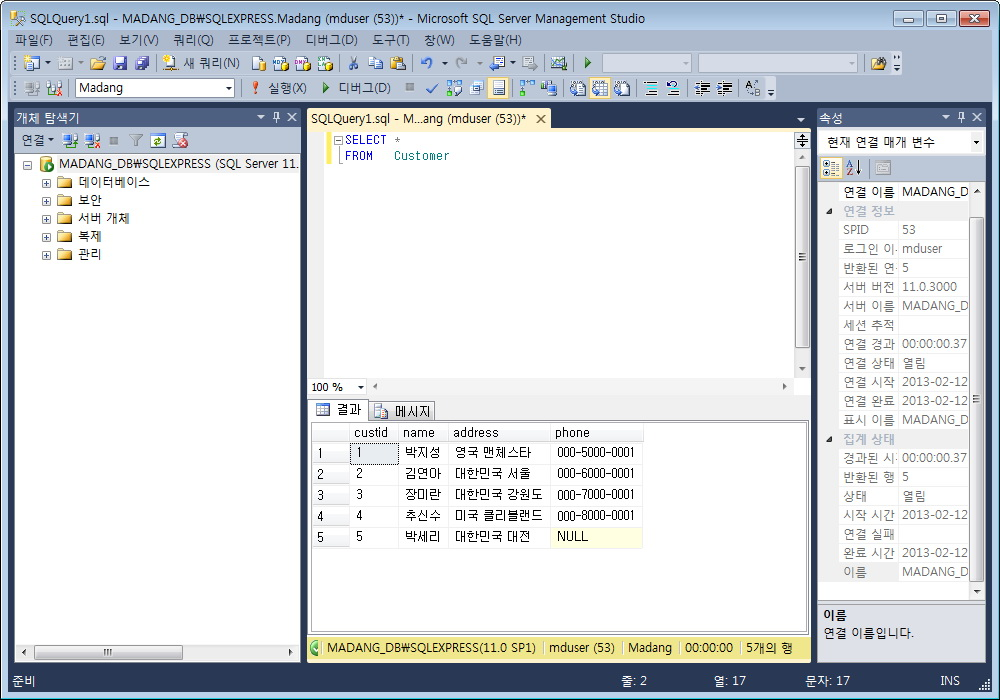 SQLQuery1.sql - MADANG_DB₩SQLEXPRESS.Madang (mduser (53))* - Microsoft SQL Server Management Studio
파일(F) 편집(E) 보기(V) 쿼리(Q) 프로젝트(P) 디버그(D) 도구(T) 창(W) 도움말(H)
새 쿼리(N)
Madang 실행(X) 디버그(D)
개체 탐색기
연결
MADANG_DB₩SQLEXPRESS (SQL Server 11.
데이터베이스
보안
서버 개체
복제
관리
SQLQuery1.sql - M...ang (mduser (53))*
SELECT *
FROM Customer
100 %
결과 메시지
custid name address phone
1 1 박지성 영국 맨체스타 000-5000-0001
2 2 김연아 대한민국 서울 000-6000-0001
3 3 장미란 대한민국 강원도 000-7000-0001
4 4 추신수 미국 클리블랜드 000-8000-0001
5 5 박세리 대한민국 대전 NULL
MADANG_DB₩SQLEXPRESS(11.0 SP1) mduser (53) Madang 00:00:00 5개의 행
속성
현재 연결 매개 변수
연결 이름 MADANG_D
연결 정보
SPID 53
로그인 이 mduser
반환된 연 5
서버 버전 11.0.3000
서버 이름 MADANG_D
세션 추적
연결 경과 00:00:00.37
연결 상태 열림
연결 시작 2013-02-12
연결 완료 2013-02-12
표시 이름 MADANG_D
집계 상태
경과된 시 00:00:00.37
반환된 행 5
상태 열림
시작 시간 2013-02-12
연결 실패
완료 시간 2013-02-12
이름 MADANG_D
이름
연결 이름입니다.
준비 줄: 2 열: 17 문자: 17 INS